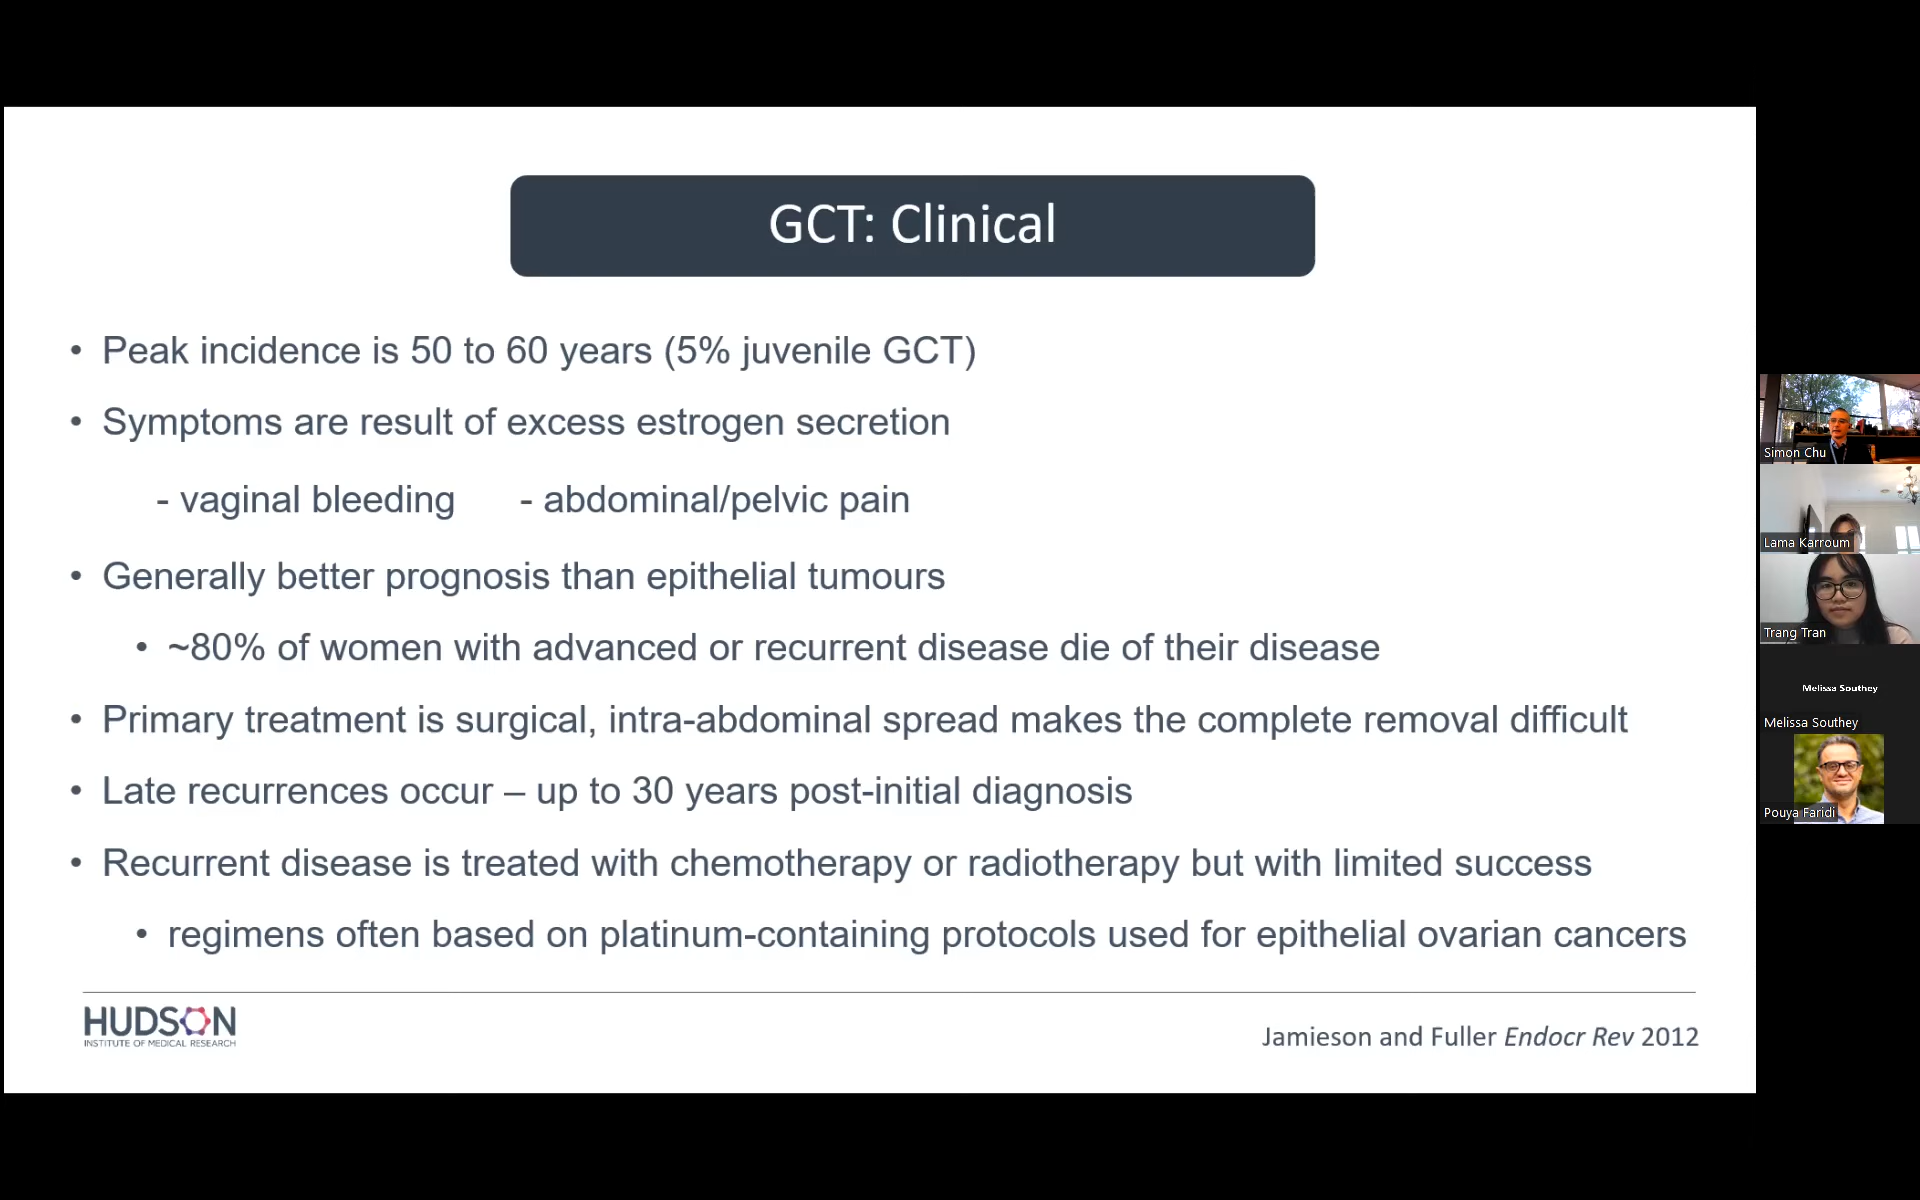 GCT: Clinical
• Peak incidence is 50 to 60 years (5% juvenile GCT)
• Symptoms are result of excess estrogen secretion
- vaginal bleeding - abdominal/pelvic pain
• Generally better prognosis than epithelial tumours
• ~80% of women with advanced or recurrent disease die of their disease
• Primary treatment is surgical, intra-abdominal spread makes the complete removal difficult
• Late recurrences occur – up to 30 years post-initial diagnosis
• Recurrent disease is treated with chemotherapy or radiotherapy but with limited success
• regimens often based on platinum-containing protocols used for epithelial ovarian cancers
HUDSON
INSTITUTE OF MEDICAL RESEARCH
Jamieson and Fuller Endocr Rev 2012
Simon Chu
Lama Karroum
Trang Tran
Melissa Southey
Melissa Southey
Pouya Faridi